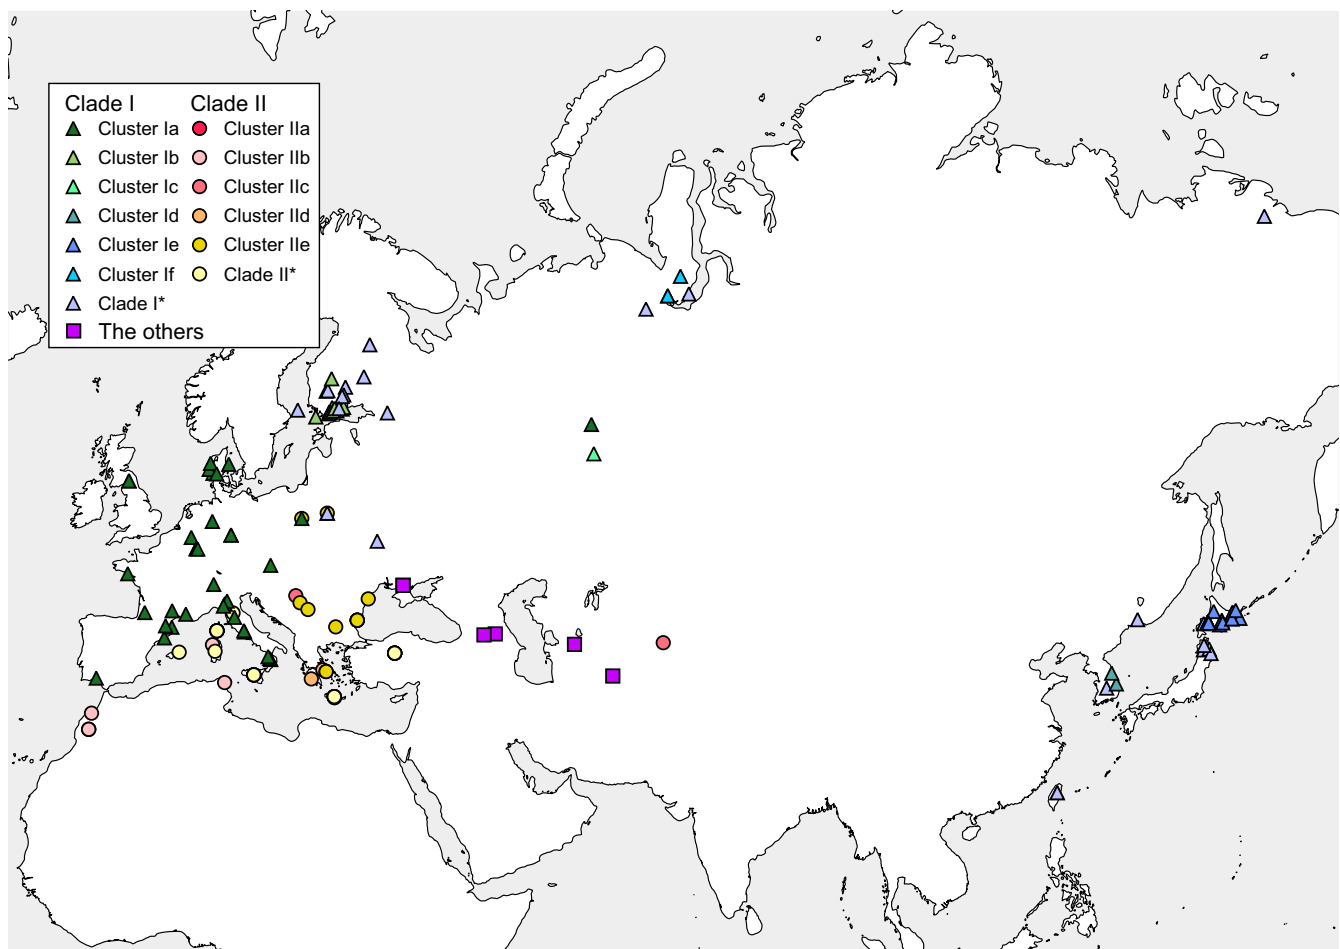 Clade I Clade II
Cluster Ia Cluster IIa
Cluster Ib Cluster IIb
Cluster Ic Cluster IIc
Cluster Id Cluster IId
Cluster Ie Cluster IIe
Cluster If Clade II*
Clade I*
The others